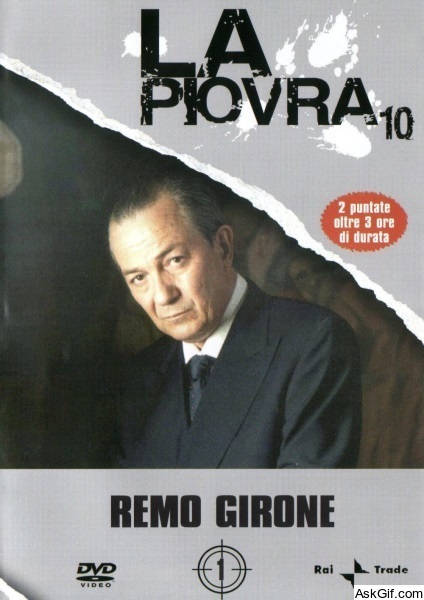 LA
PIOVRA 10
2 puntate
oltre 3 ore
di durata
REMO GIRONE
DVD
VIDEO
1
Rai Trade
AskGif.com